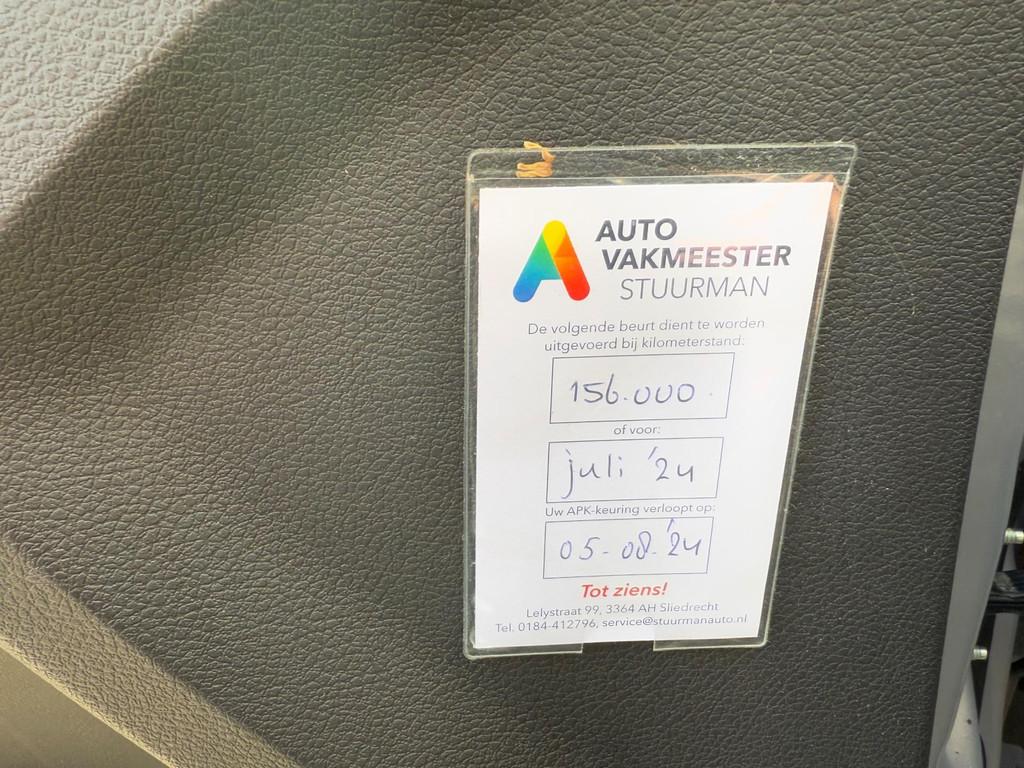 AUTO
VAKMEESTER
STUURMAN
De volgende beurt dient te worden
uitgevoerd bij kilometerstand:
156.000
of voor:
juli '24
Uw APK-keuring verloopt op:
05-08-'24
Tot ziens!
Lelystraat 99, 3364 AH Sliedrecht
Tel. 0184-412796, service@stuurmanauto.nl